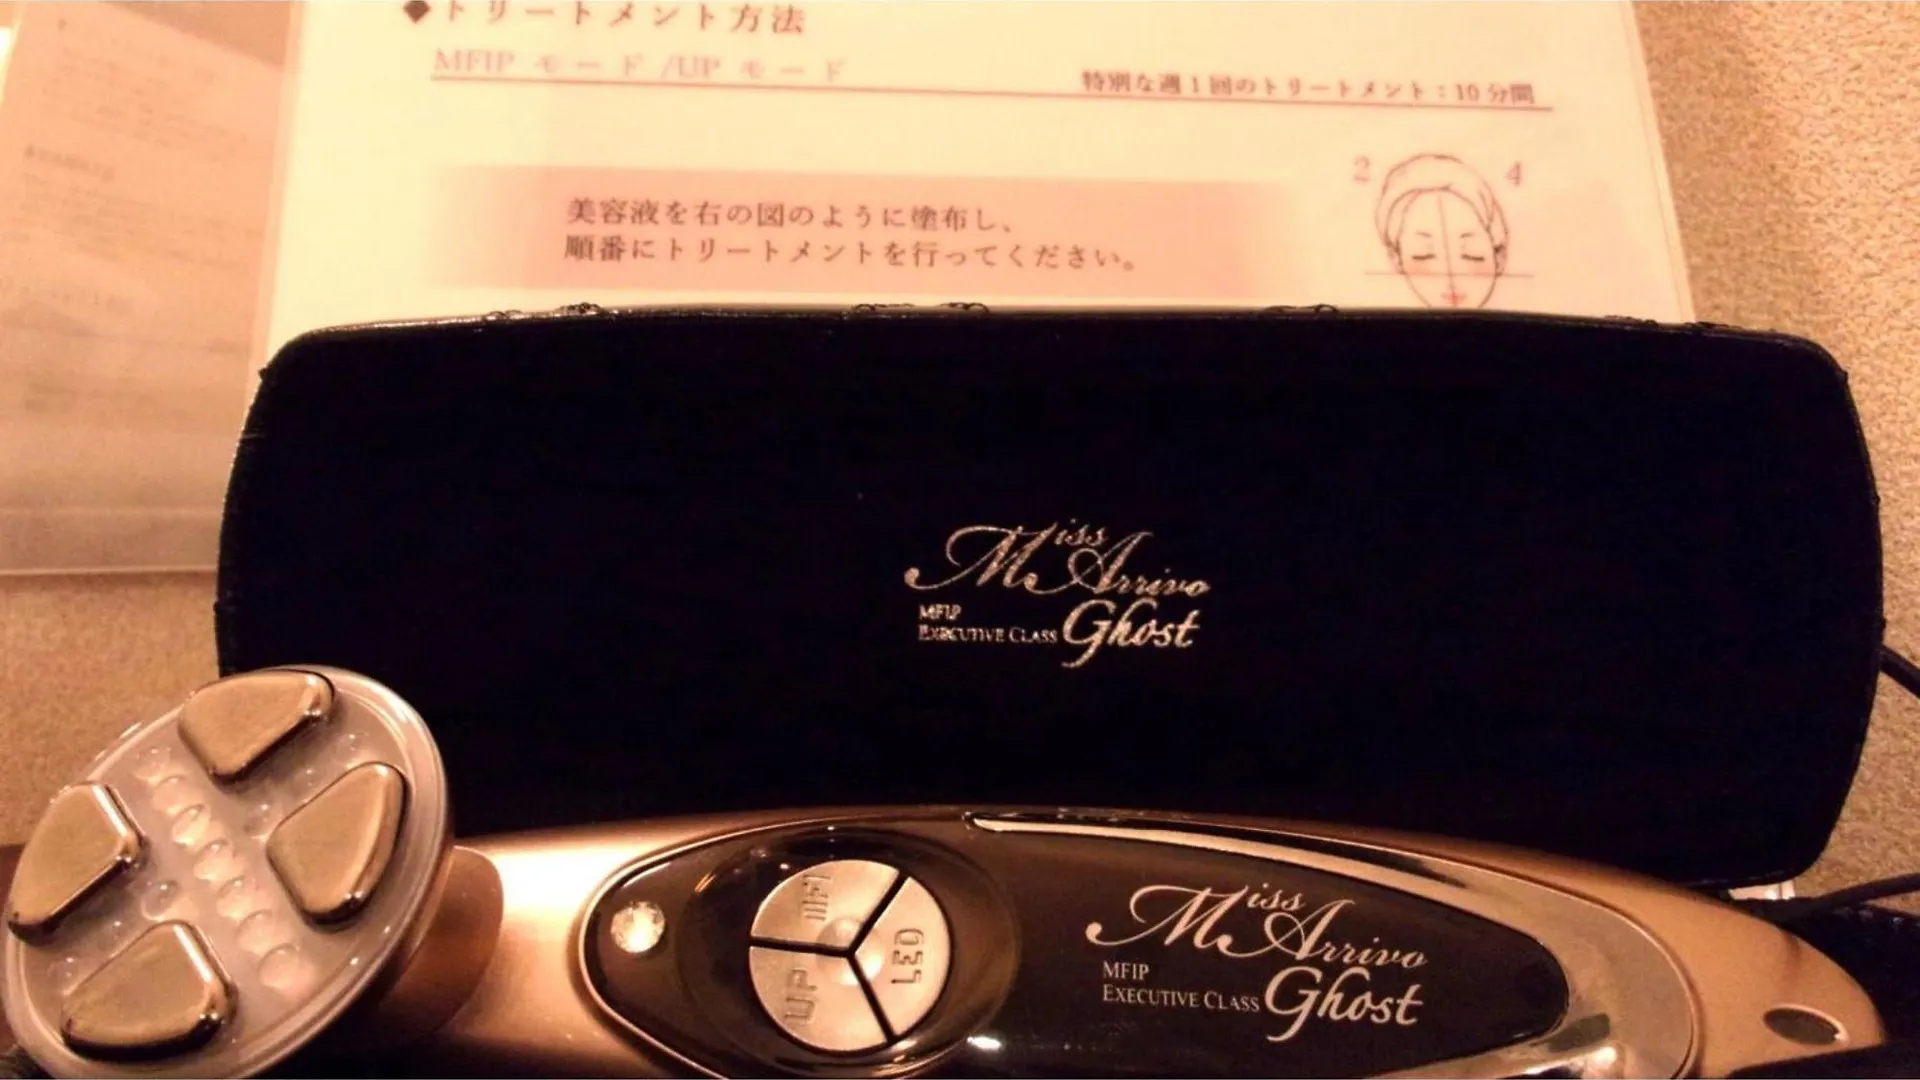 ◆トリートメント方法
MFIP モード /UP モード
特別な週1回のトリートメント：10分間
美容液を右の図のように塗布し、
順番にトリートメントを行ってください。
2
4
Miss
Arrivo
MFIP
EXECUTIVE CLASS Ghost
UP
LED
Miss
Arrivo
MFIP
EXECUTIVE CLASS Ghost